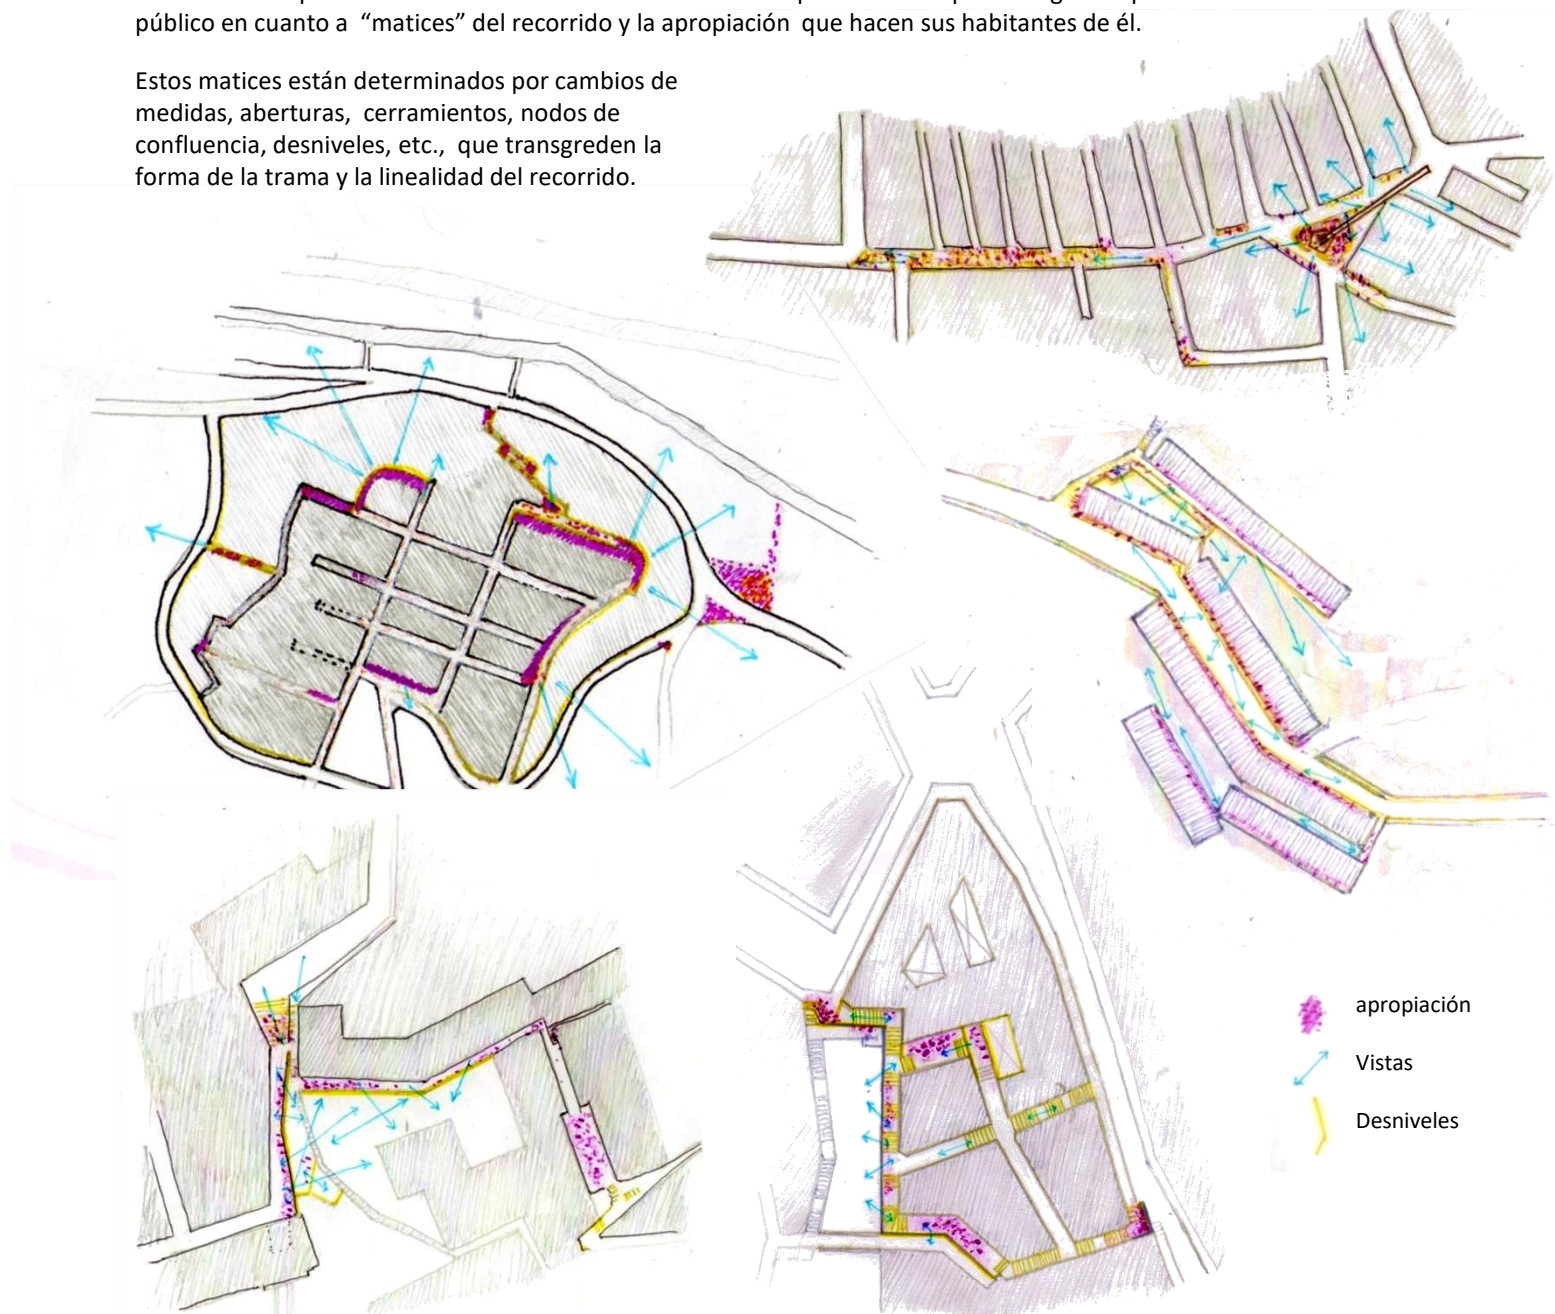 público en cuanto a “matices” del recorrido y la apropiación que hacen sus habitantes de él.
Estos matices están determinados por cambios de
medidas, aberturas, cerramientos, nodos de
confluencia, desniveles, etc., que transgreden la
forma de la trama y la linealidad del recorrido.
apropiación
Vistas
Desniveles